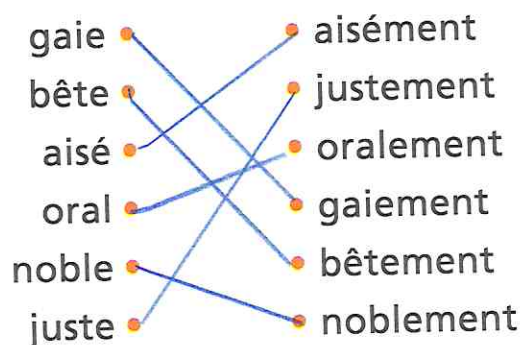 gaie aisément
bête justement
aisé oralement
oral gaiement
noble bêtement
juste noblement